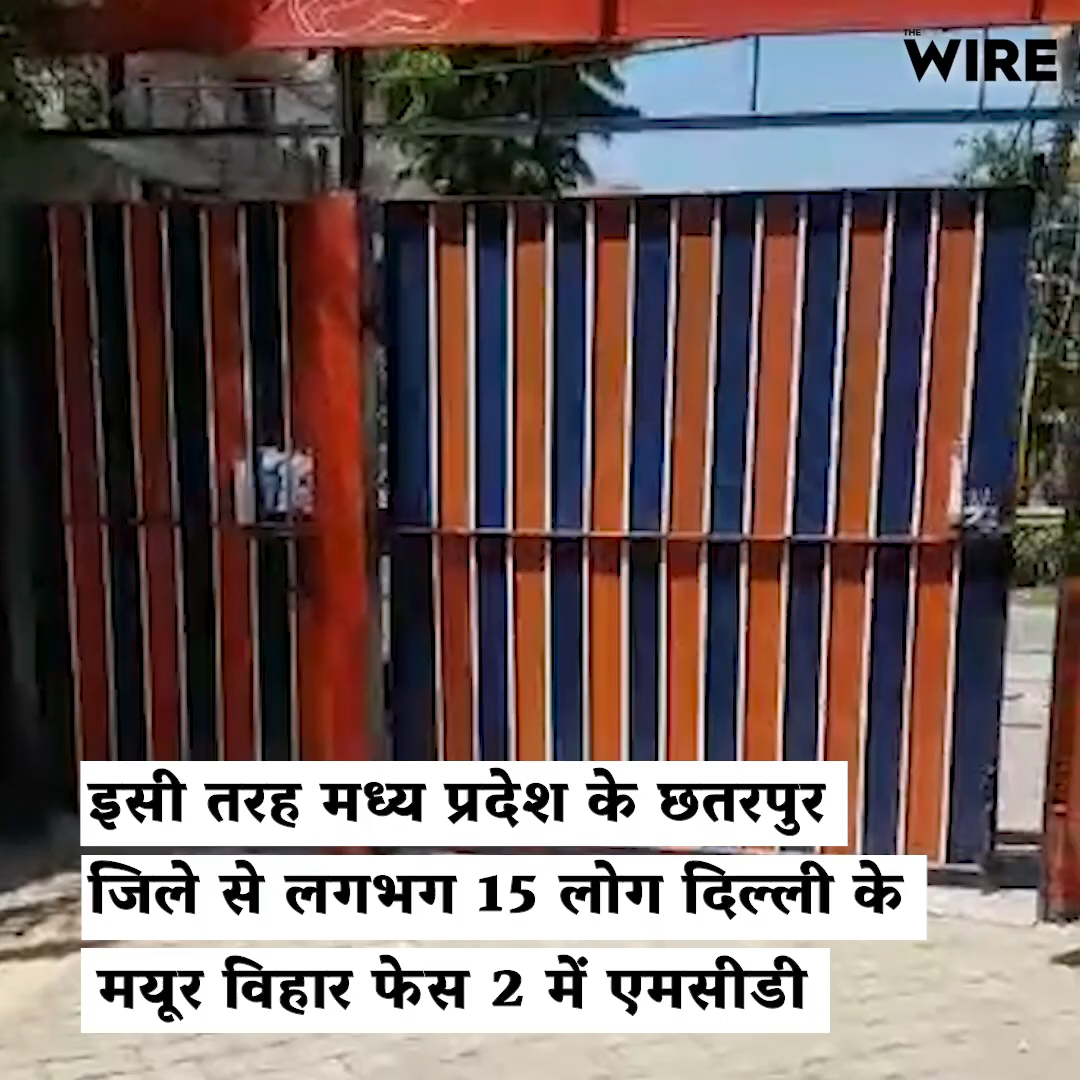 THE
WIRE
इसी तरह मध्य प्रदेश के छतरपुर
जिले से लगभग 15 लोग दिल्ली के
मयूर विहार फेस 2 में एमसीडी